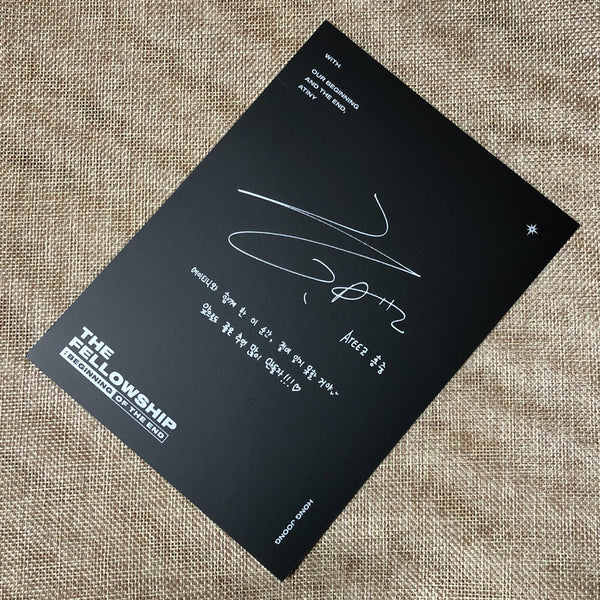 WITH
OUR BEGINNING
AND THE END,
ATINY
에이티니와 함께 한 이 순간, 절대 잊지 못할 거야
앞으로도 좋은 추억 많이 만들자!!!♡
ATEEZ 홍중
THE
FELLOWSHIP
: BEGINNING OF THE END
HONG JOONG